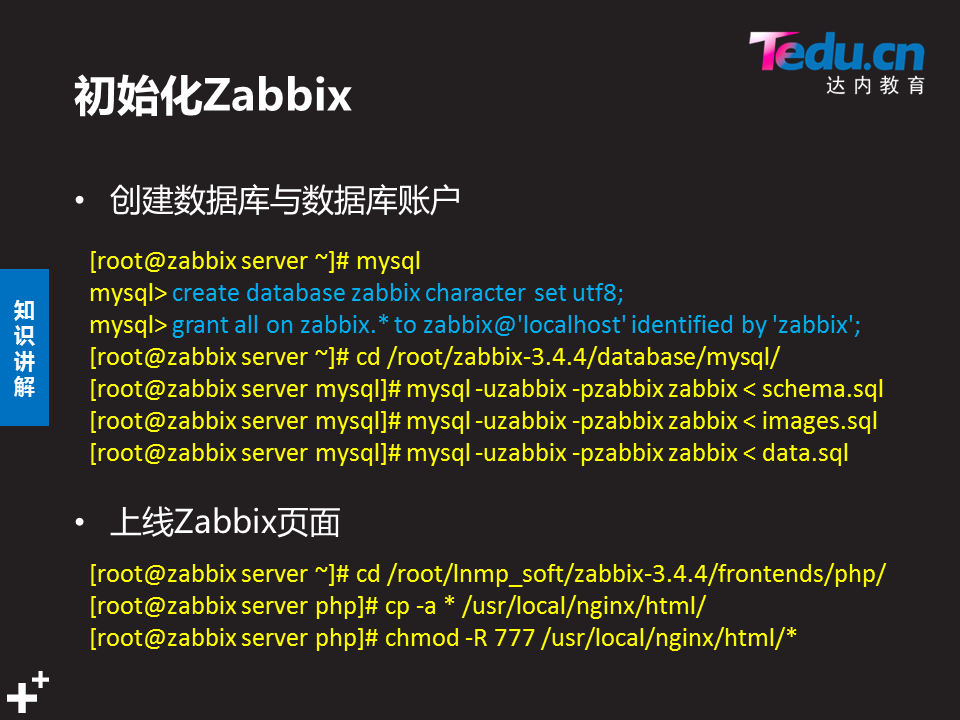 Tedu.cn
达内教育
初始化Zabbix
• 创建数据库与数据库账户
[root@zabbix server ~]# mysql
mysql> create database zabbix character set utf8;
mysql> grant all on zabbix.* to zabbix@'localhost' identified by 'zabbix';
[root@zabbix server ~]# cd /root/zabbix-3.4.4/database/mysql/
[root@zabbix server mysql]# mysql -uzabbix -pzabbix zabbix < schema.sql
[root@zabbix server mysql]# mysql -uzabbix -pzabbix zabbix < images.sql
[root@zabbix server mysql]# mysql -uzabbix -pzabbix zabbix < data.sql
知识讲解
• 上线Zabbix页面
[root@zabbix server ~]# cd /root/lnmp_soft/zabbix-3.4.4/frontends/php/
[root@zabbix server php]# cp -a * /usr/local/nginx/html/
[root@zabbix server php]# chmod -R 777 /usr/local/nginx/html/*